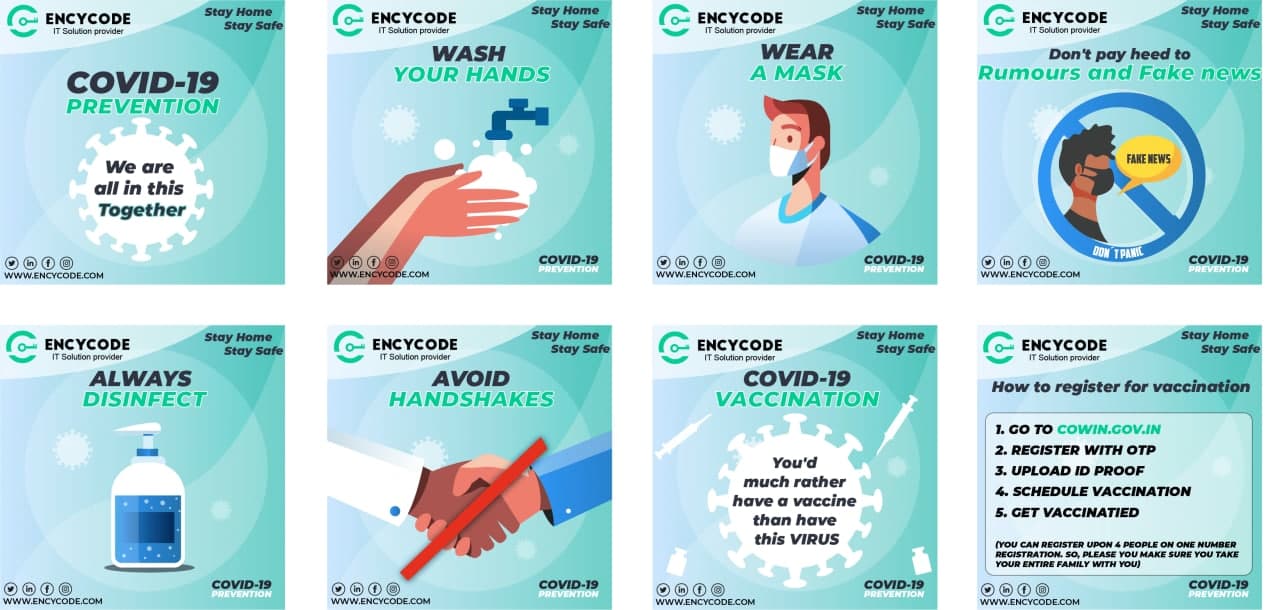 ENCYCODE
IT Solution provider
Stay Home
Stay Safe
COVID-19
PREVENTION
We are
all in this
Together
WWW.ENCYCODE.COM
ENCYCODE
IT Solution provider
Stay Home
Stay Safe
WASH
YOUR HANDS
WWW.ENCYCODE.COM
COVID-19
PREVENTION
ENCYCODE
IT Solution provider
Stay Home
Stay Safe
WEAR
A MASK
WWW.ENCYCODE.COM
COVID-19
PREVENTION
ENCYCODE
IT Solution provider
Stay Home
Stay Safe
Don't pay heed to
Rumours and Fake news
FAKE NEWS
DON´T PANIC
WWW.ENCYCODE.COM
COVID-19
PREVENTION
ENCYCODE
IT Solution provider
Stay Home
Stay Safe
ALWAYS
DISINFECT
WWW.ENCYCODE.COM
COVID-19
PREVENTION
ENCYCODE
IT Solution provider
Stay Home
Stay Safe
AVOID
HANDSHAKES
WWW.ENCYCODE.COM
COVID-19
PREVENTION
ENCYCODE
IT Solution provider
Stay Home
Stay Safe
COVID-19
VACCINATION
You'd
much rather
have a vaccine
than have
this VIRUS
WWW.ENCYCODE.COM
COVID-19
PREVENTION
ENCYCODE
IT Solution provider
Stay Home
Stay Safe
How to register for vaccination
1. GO TO COWIN.GOV.IN
2. REGISTER WITH OTP
3. UPLOAD ID PROOF
4. SCHEDULE VACCINATION
5. GET VACCINATIED
(YOU CAN REGISTER UPON 4 PEOPLE ON ONE NUMBER
REGISTRATION. SO, PLEASE YOU MAKE SURE YOU TAKE
YOUR ENTIRE FAMILY WITH YOU)
WWW.ENCYCODE.COM
COVID-19
PREVENTION